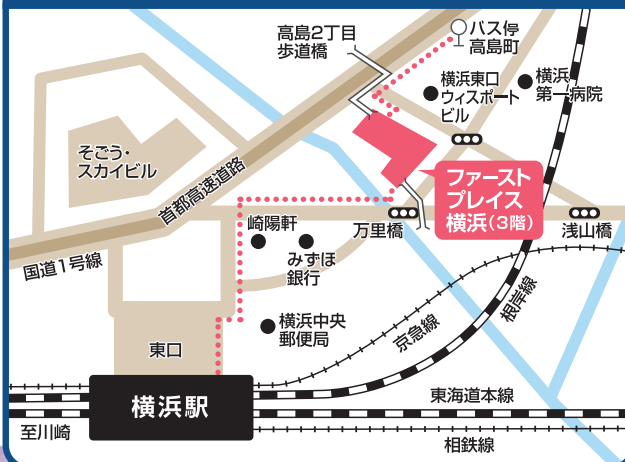 高島2丁目
歩道橋
バス停
高島町
横浜東口
ウィスポート
ビル
横浜
第一病院
そごう・
スカイビル
首都高速道路
ファースト
プレイス
横浜(3階)
万里橋
浅山橋
崎陽軒
みずほ
銀行
国道1号線
横浜中央
郵便局
京急線
根岸線
東口
東海道本線
横浜駅
至川崎
相鉄線